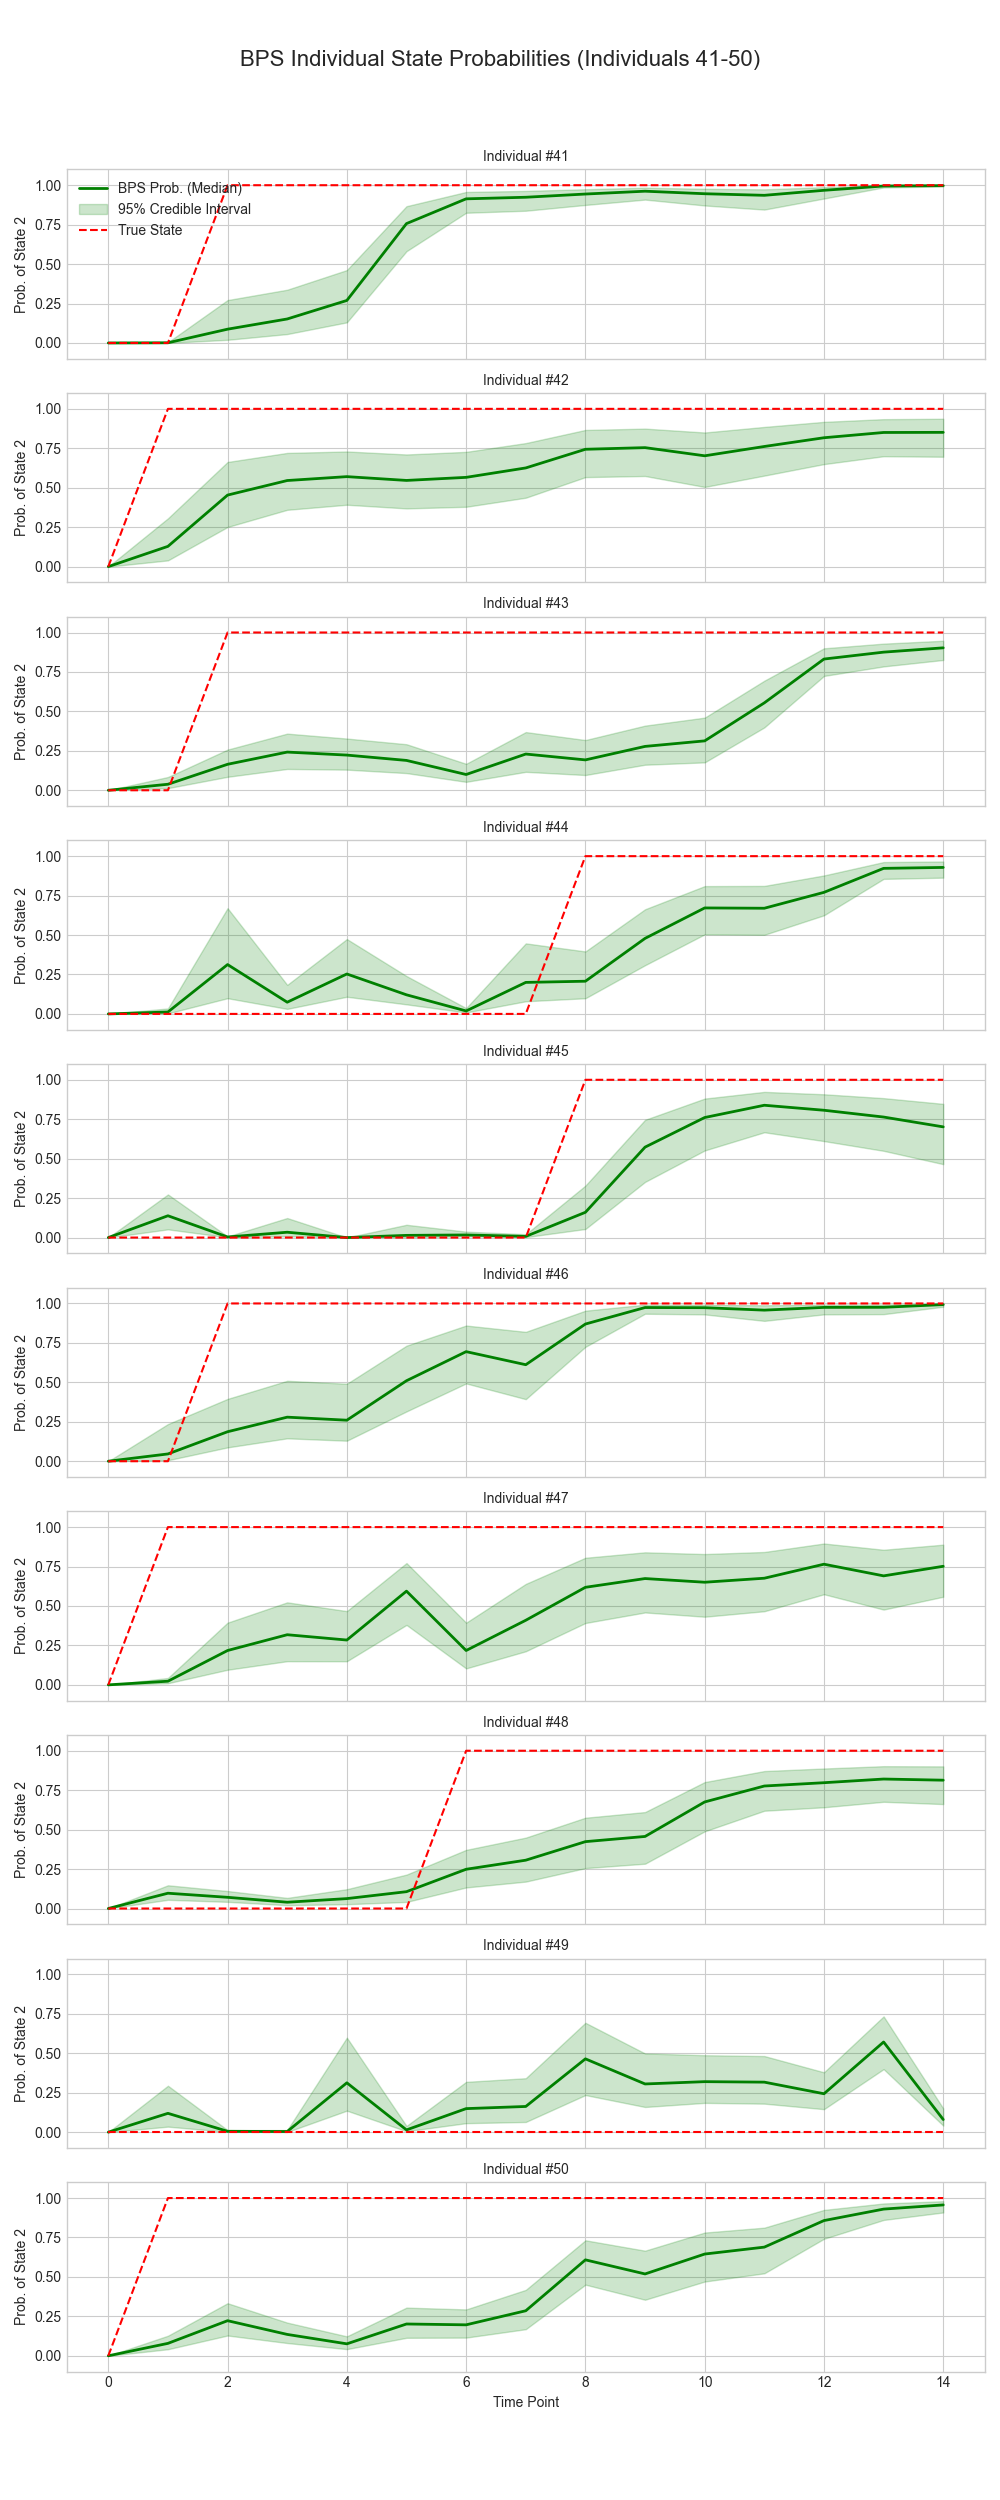 BPS Individual State Probabilities (Individuals 41-50)
Individual #41
BPS Prob. (Median)
95% Credible Interval
True State
Prob. of State 2
1.00
0.75
0.50
0.25
0.00
Individual #42
Prob. of State 2
1.00
0.75
0.50
0.25
0.00
Individual #43
Prob. of State 2
1.00
0.75
0.50
0.25
0.00
Individual #44
Prob. of State 2
1.00
0.75
0.50
0.25
0.00
Individual #45
Prob. of State 2
1.00
0.75
0.50
0.25
0.00
Individual #46
Prob. of State 2
1.00
0.75
0.50
0.25
0.00
Individual #47
Prob. of State 2
1.00
0.75
0.50
0.25
0.00
Individual #48
Prob. of State 2
1.00
0.75
0.50
0.25
0.00
Individual #49
Prob. of State 2
1.00
0.75
0.50
0.25
0.00
Individual #50
Prob. of State 2
1.00
0.75
0.50
0.25
0.00
0 2 4 6 8 10 12 14
Time Point